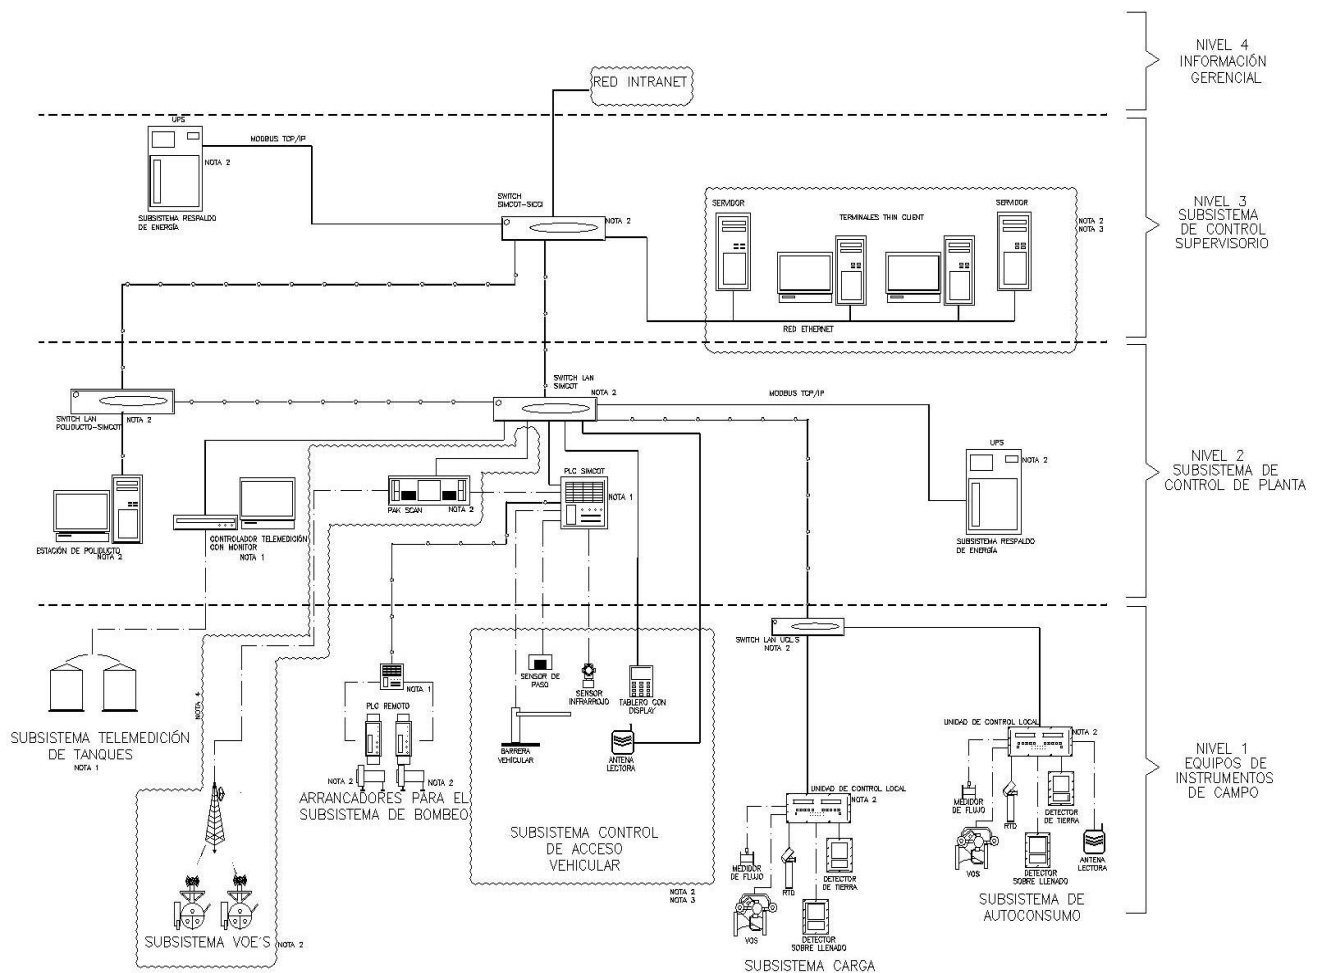 NIVEL 4
INFORMACIÓN
GERENCIAL
RED INTRANET
UPS
MODBUS TCP/IP
NOTA 2
SUBSISTEMA RESPALDO
DE ENERGÍA
SWITCH
SIMCOT-SICCI
NOTA 2
SERVIDOR
TERMINALES THIN CLIENT
SERVIDOR
NOTA 2
NOTA 3
RED ETHERNET
NIVEL 3
SUBSISTEMA
DE CONTROL
SUPERVISORIO
SWITCH LAN
SIMCOT
NOTA 2
MODBUS TCP/IP
SWITCH LAN
POLIDUCTO-SIMCOT
NOTA 2
UPS
NOTA 2
SUBSISTEMA RESPALDO
DE ENERGÍA
PLC SIMCOT
NOTA 1
PAK SCAN
NOTA 2
ESTACIÓN DE POLIDUCTO
NOTA 2
CONTROLADOR TELEMEDICIÓN
CON MONITOR
NOTA 1
NIVEL 2
SUBSISTEMA DE
CONTROL DE PLANTA
SWITCH LAN UCL'S
NOTA 2
SENSOR DE
PASO
SENSOR
INFRARROJO
TABLERO CON
DISPLAY
BARRERA
VEHICULAR
ANTENA
LECTORA
NOTA 1
PLC REMOTO
NOTA 2
NOTA 2
ARRANCADORES PARA EL
SUBSISTEMA DE BOMBEO
NOTA 4
SUBSISTEMA TELEMEDICIÓN
DE TANQUES
NOTA 1
SUBSISTEMA CONTROL
DE ACCESO
VEHICULAR
NOTA 2
NOTA 3
SUBSISTEMA VOE'S
NOTA 2
UNIDAD DE CONTROL LOCAL
NOTA 2
MEDIDOR
DE FLUJO
RTD
DETECTOR
DE TIERRA
VOS
DETECTOR
SOBRE LLENADO
SUBSISTEMA CARGA
UNIDAD DE CONTROL LOCAL
NOTA 2
MEDIDOR
DE FLUJO
RTD
DETECTOR
DE TIERRA
VOS
DETECTOR
SOBRE LLENADO
ANTENA
LECTORA
SUBSISTEMA DE
AUTOCONSUMO
NIVEL 1
EQUIPOS DE
INSTRUMENTOS
DE CAMPO